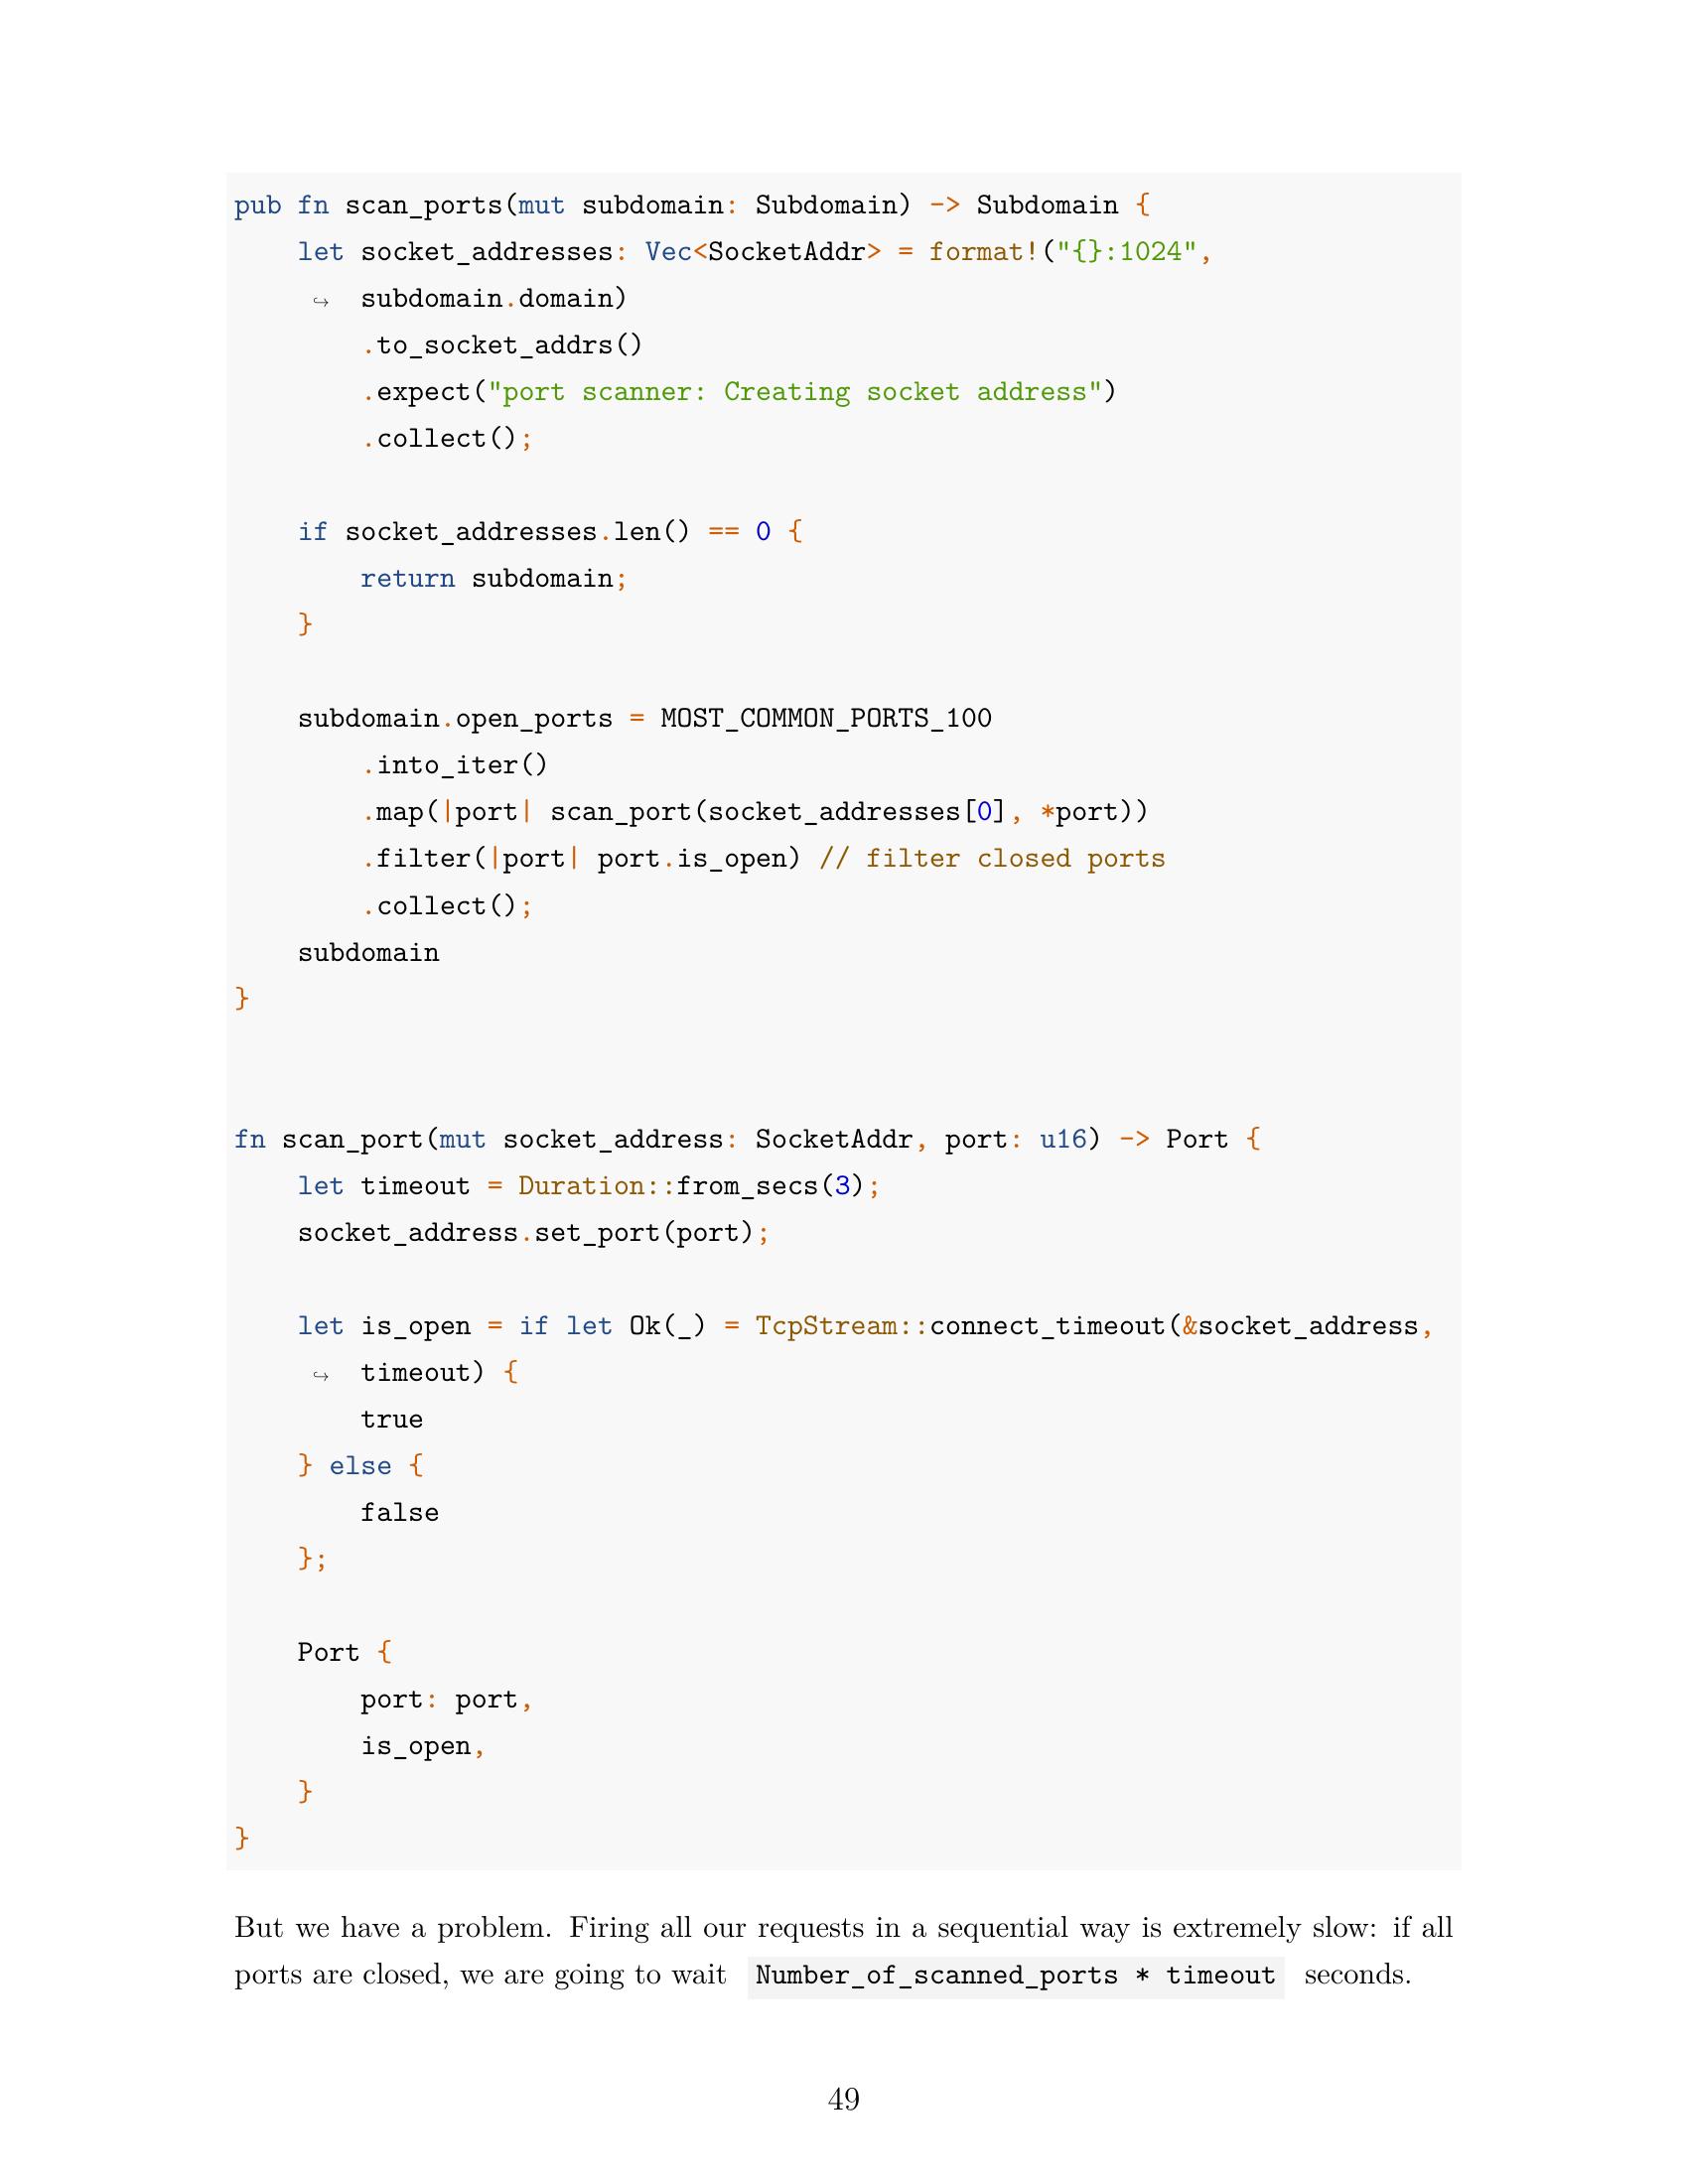 pub fn scan_ports(mut subdomain: Subdomain) -> Subdomain {
    let socket_addresses: Vec<SocketAddr> = format!("{}:1024",
     ↪  subdomain.domain)
        .to_socket_addrs()
        .expect("port scanner: Creating socket address")
        .collect();

    if socket_addresses.len() == 0 {
        return subdomain;
    }

    subdomain.open_ports = MOST_COMMON_PORTS_100
        .into_iter()
        .map(|port| scan_port(socket_addresses[0], *port))
        .filter(|port| port.is_open) // filter closed ports
        .collect();
    subdomain
}


fn scan_port(mut socket_address: SocketAddr, port: u16) -> Port {
    let timeout = Duration::from_secs(3);
    socket_address.set_port(port);

    let is_open = if let Ok(_) = TcpStream::connect_timeout(&socket_address,
     ↪  timeout) {
        true
    } else {
        false
    };

    Port {
        port: port,
        is_open,
    }
}
But we have a problem. Firing all our requests in a sequential way is extremely slow: if all
ports are closed, we are going to wait Number_of_scanned_ports * timeout seconds.
49